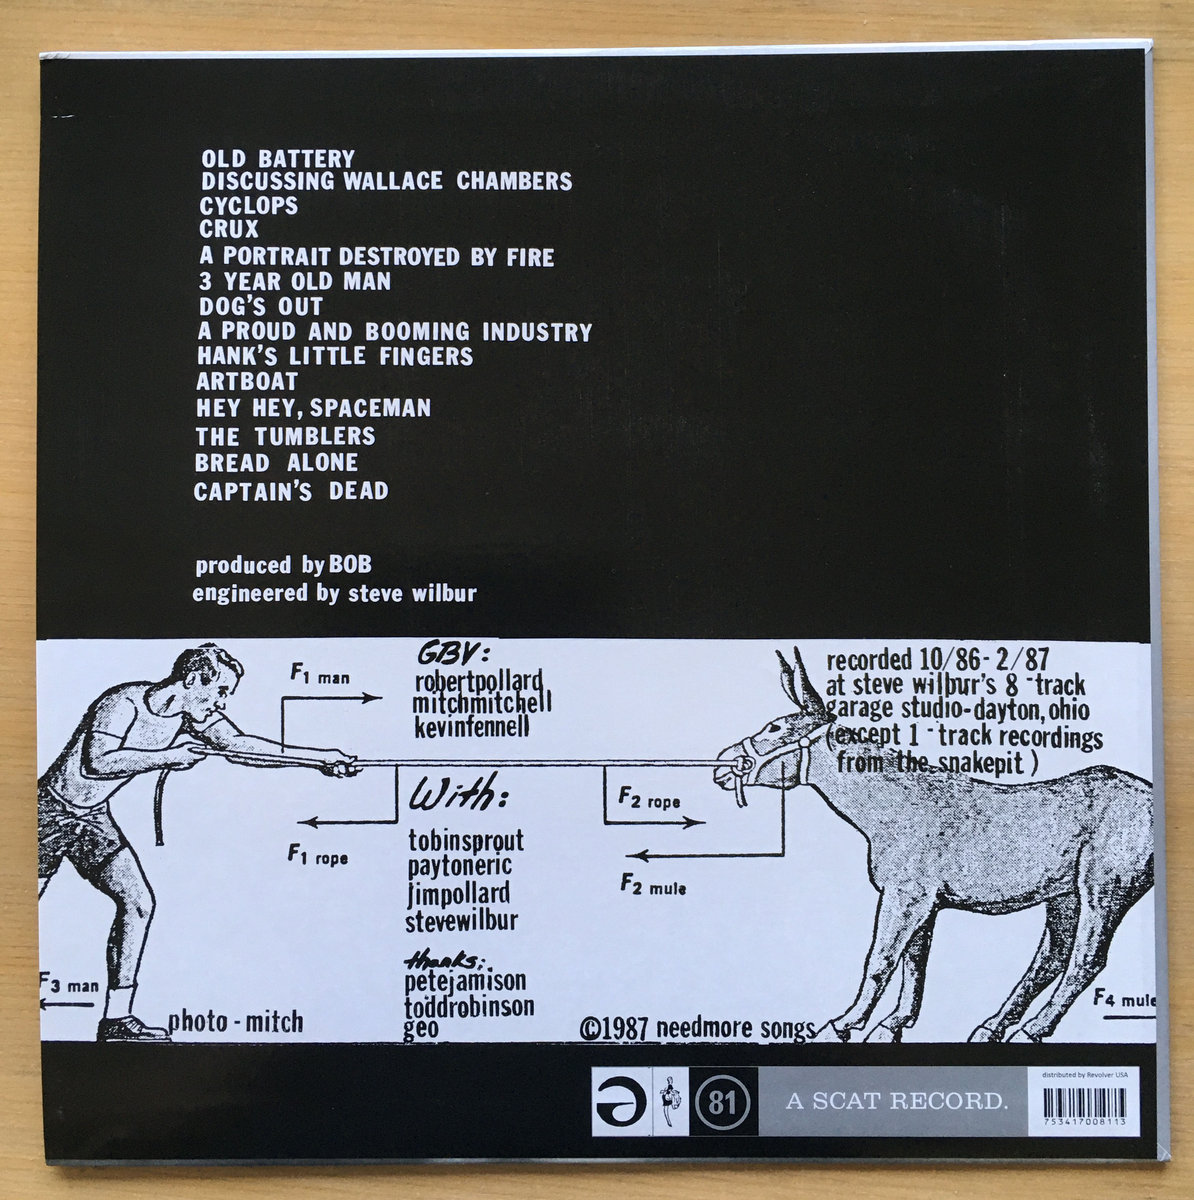 OLD BATTERY
DISCUSSING WALLACE CHAMBERS
CYCLOPS
CRUX
A PORTRAIT DESTROYED BY FIRE
3 YEAR OLD MAN
DOG'S OUT
A PROUD AND BOOMING INDUSTRY
HANK'S LITTLE FINGERS
ARTBOAT
HEY HEY, SPACEMAN
THE TUMBLERS
BREAD ALONE
CAPTAIN'S DEAD
produced by BOB
engineered by steve wilbur
F1 man
F1 rope
F3 man
photo - mitch
GBV:
robertpollard
mitchmitchell
kevinfennell
With:
tobinsprout
paytoneric
jimpollard
stevewilbur
thanks:
petejamison
toddrobinson
geo
F2 rope
F2 mule
recorded 10/86 - 2/87
at steve wilbur's 8 - track
garage studio - dayton, ohio
(except 1 - track recordings
from the snakepit )
F4 mule
©1987 needmore songs
81
A SCAT RECORD.
distributed by Revolver USA
753417008113